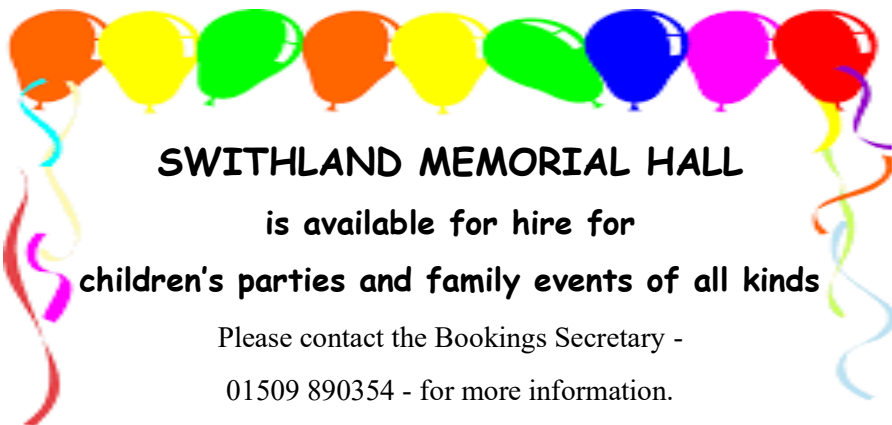 SWITHLAND MEMORIAL HALL
is available for hire for
children's parties and family events of all kinds
Please contact the Bookings Secretary -
01509 890354 - for more information.